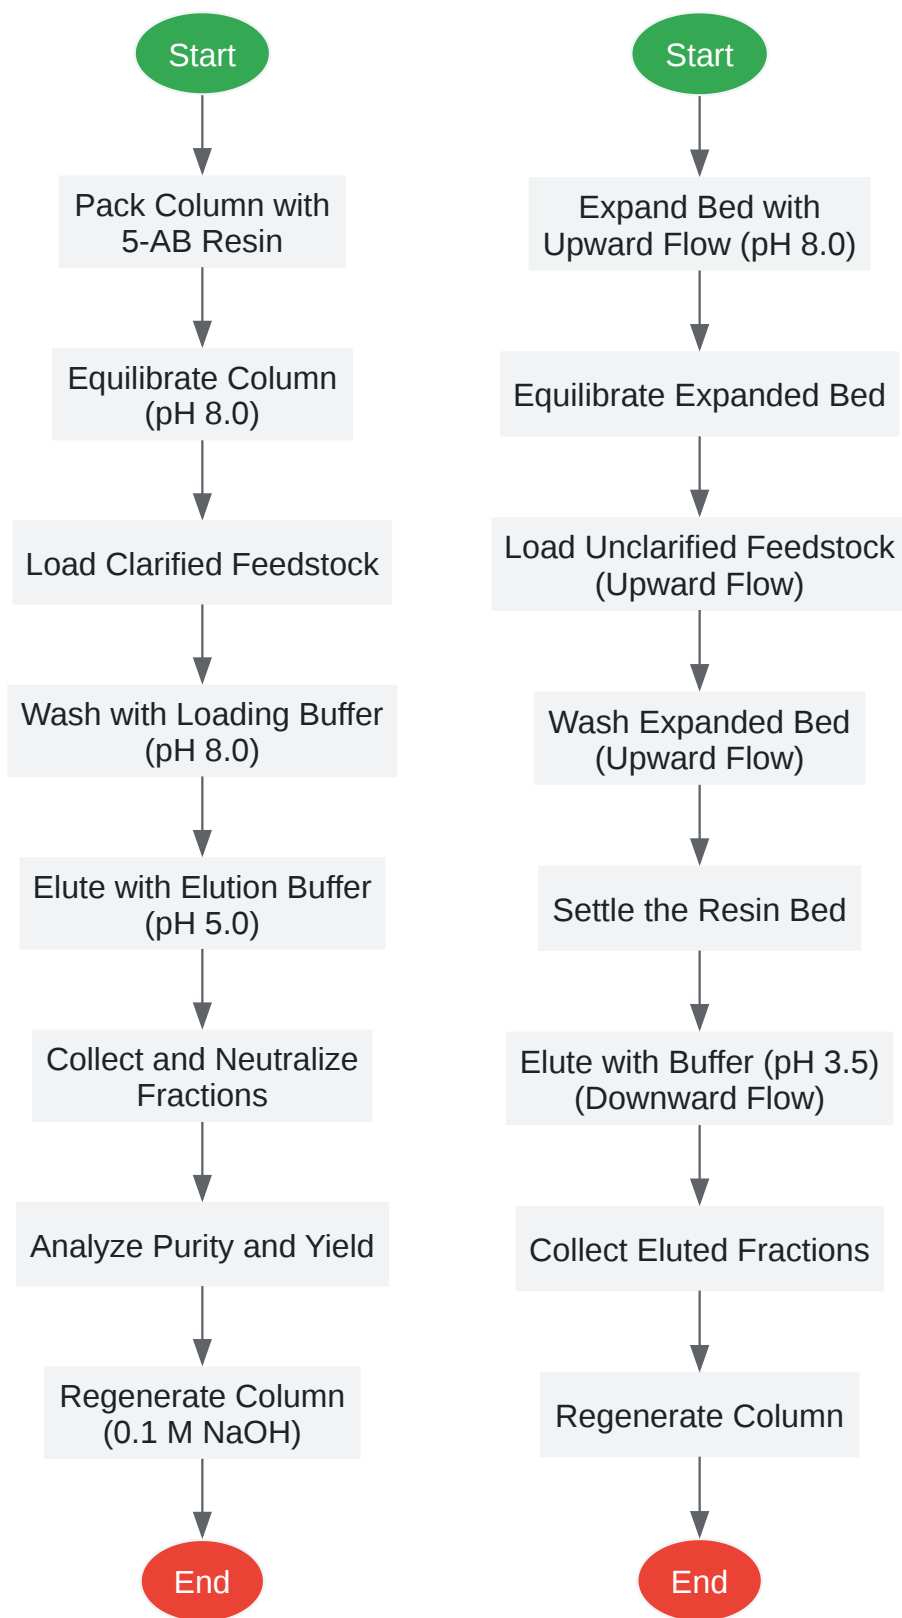 Start
Pack Column with
5-AB Resin
Equilibrate Column
(pH 8.0)
Load Clarified Feedstock
Wash with Loading Buffer
(pH 8.0)
Elute with Elution Buffer
(pH 5.0)
Collect and Neutralize
Fractions
Analyze Purity and Yield
Regenerate Column
(0.1 M NaOH)
End
Start
Expand Bed with
Upward Flow (pH 8.0)
Equilibrate Expanded Bed
Load Unclarified Feedstock
(Upward Flow)
Wash Expanded Bed
(Upward Flow)
Settle the Resin Bed
Elute with Buffer (pH 3.5)
(Downward Flow)
Collect Eluted Fractions
Regenerate Column
End